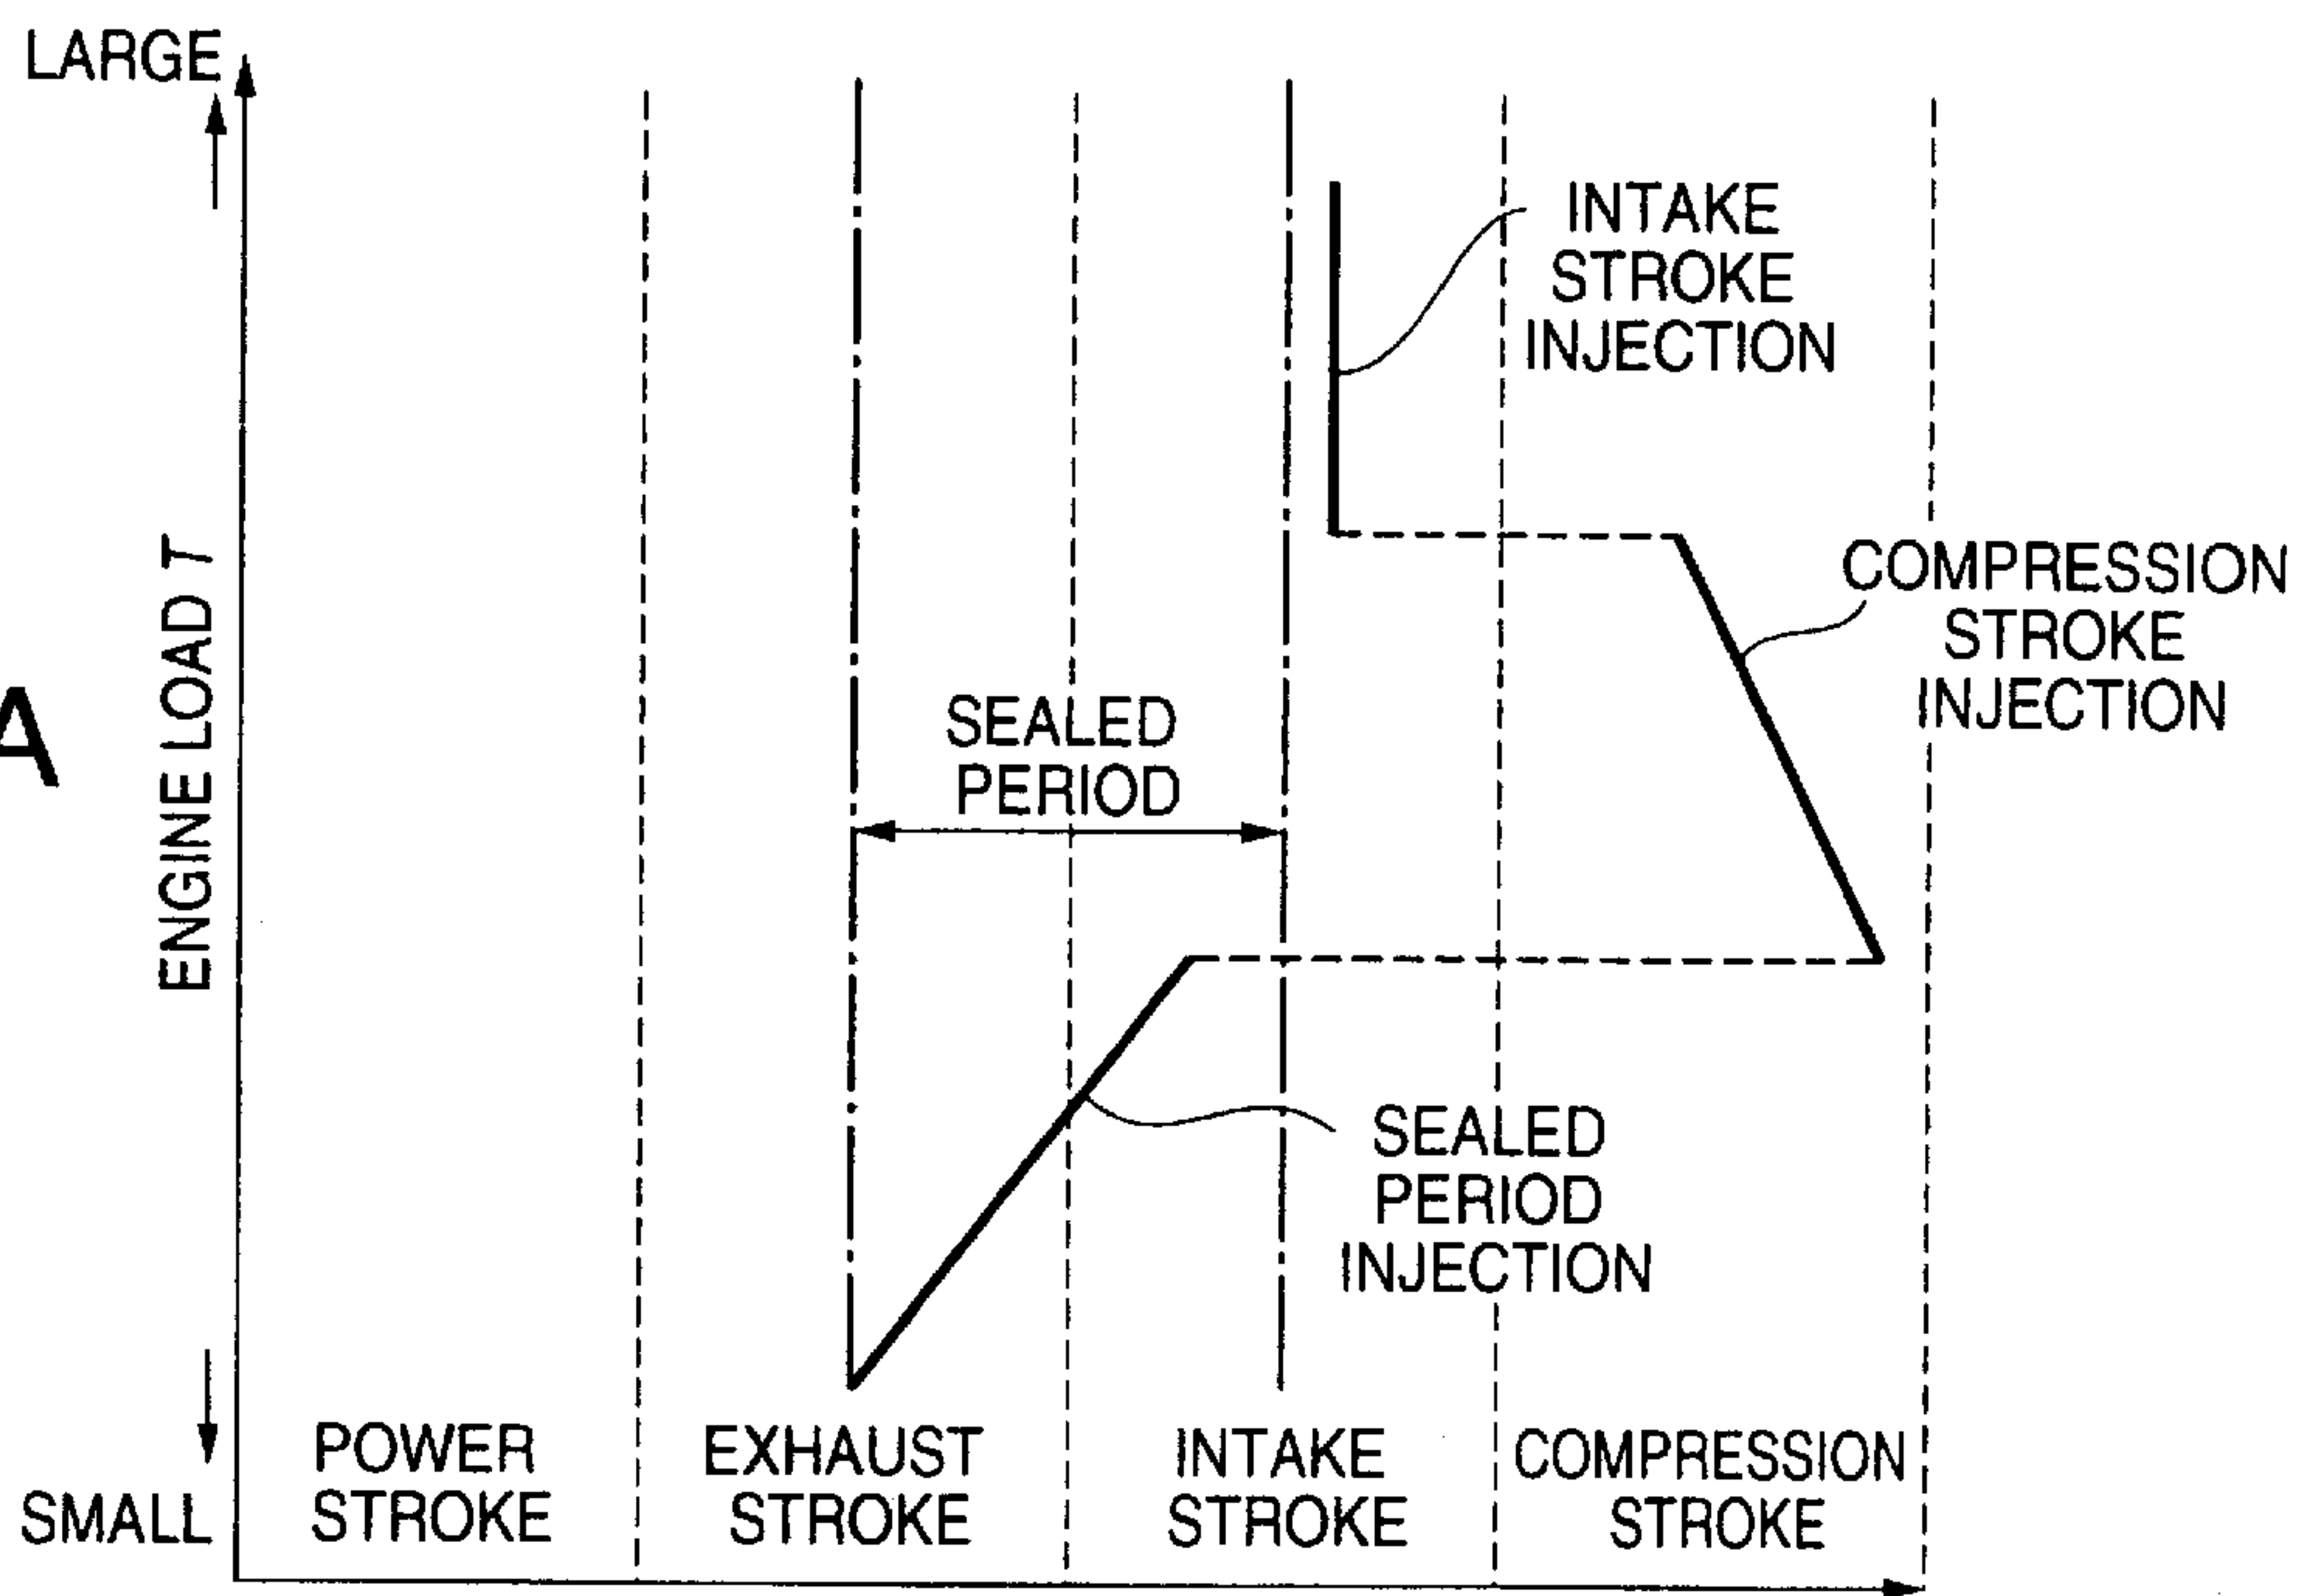 LARGE
INTAKE
STROKE
INJECTION
COMPRESSION
STROKE
INJECTION
ENGINE LOAD T
A
SEALED
PERIOD
SEALED
PERIOD
INJECTION
SMALL
POWER
STROKE
EXHAUST
STROKE
INTAKE
STROKE
COMPRESSION
STROKE